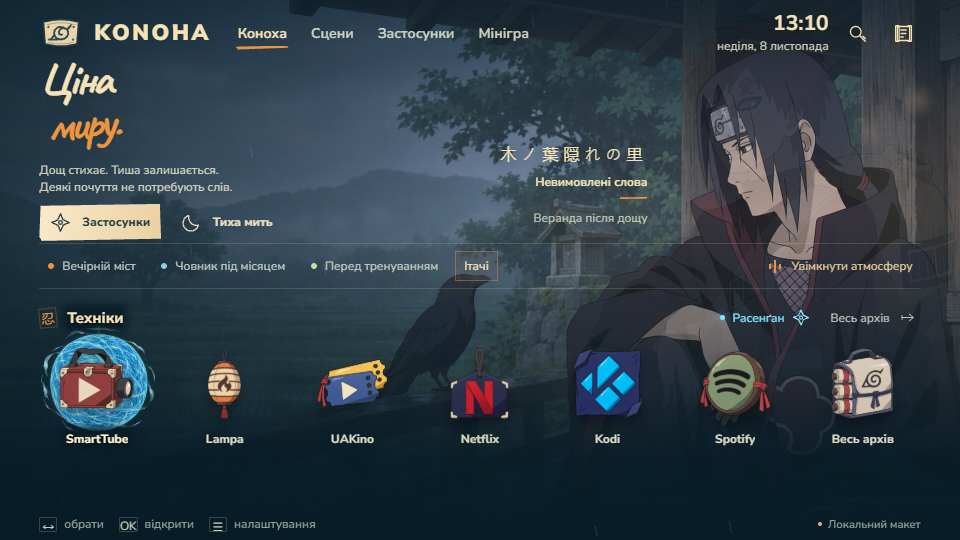 KONOHA
Коноха
Сцени
Застосунки
Мінігра
13:10
неділя, 8 листопада
Ціна
миру.
木ノ葉隠れの里
Невимовлені слова
Веранда після дощу
Дощ стихає. Тиша залишається.
Деякі почуття не потребують слів.
Застосунки
Тиха мить
Вечірній міст
Човник під місяцем
Перед тренуванням
Ітачі
Увімкнути атмосферу
忍 Техніки
Расенґан
Весь архів
SmartTube
Lampa
UAKino
N
Netflix
Kodi
Spotify
Весь архів
обрати
OK відкрити
налаштування
Локальний макет